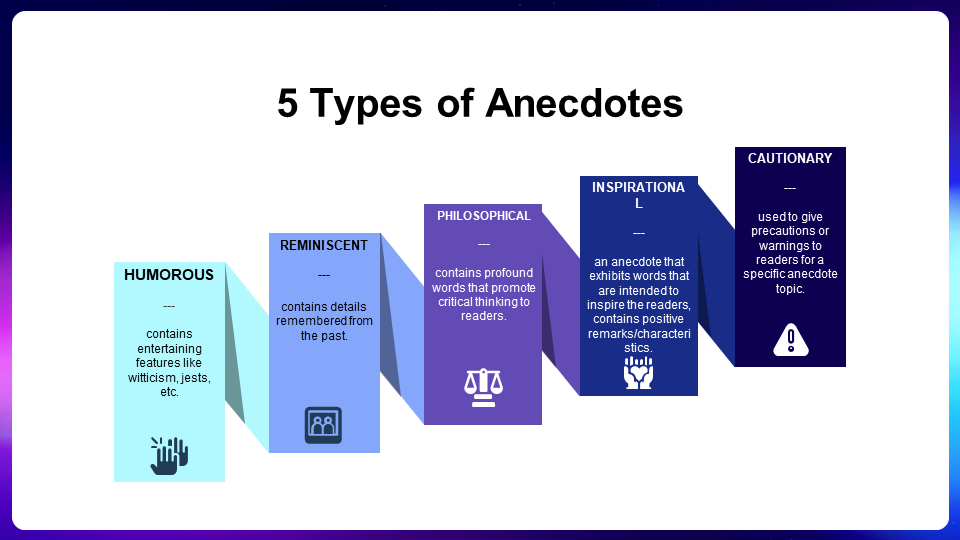 5 Types of Anecdotes
HUMOROUS
---
contains
entertaining
features like
witticism, jests,
etc.
REMINISCENT
---
contains details
remembered from
the past.
PHILOSOPHICAL
---
contains profound
words that promote
critical thinking to
readers.
INSPIRATIONA
L
---
an anecdote that
exhibits words that
are intended to
inspire the readers,
contains positive
remarks/characteri
stics.
CAUTIONARY
---
used to give
precautions or
warnings to
readers for a
specific anecdote
topic.